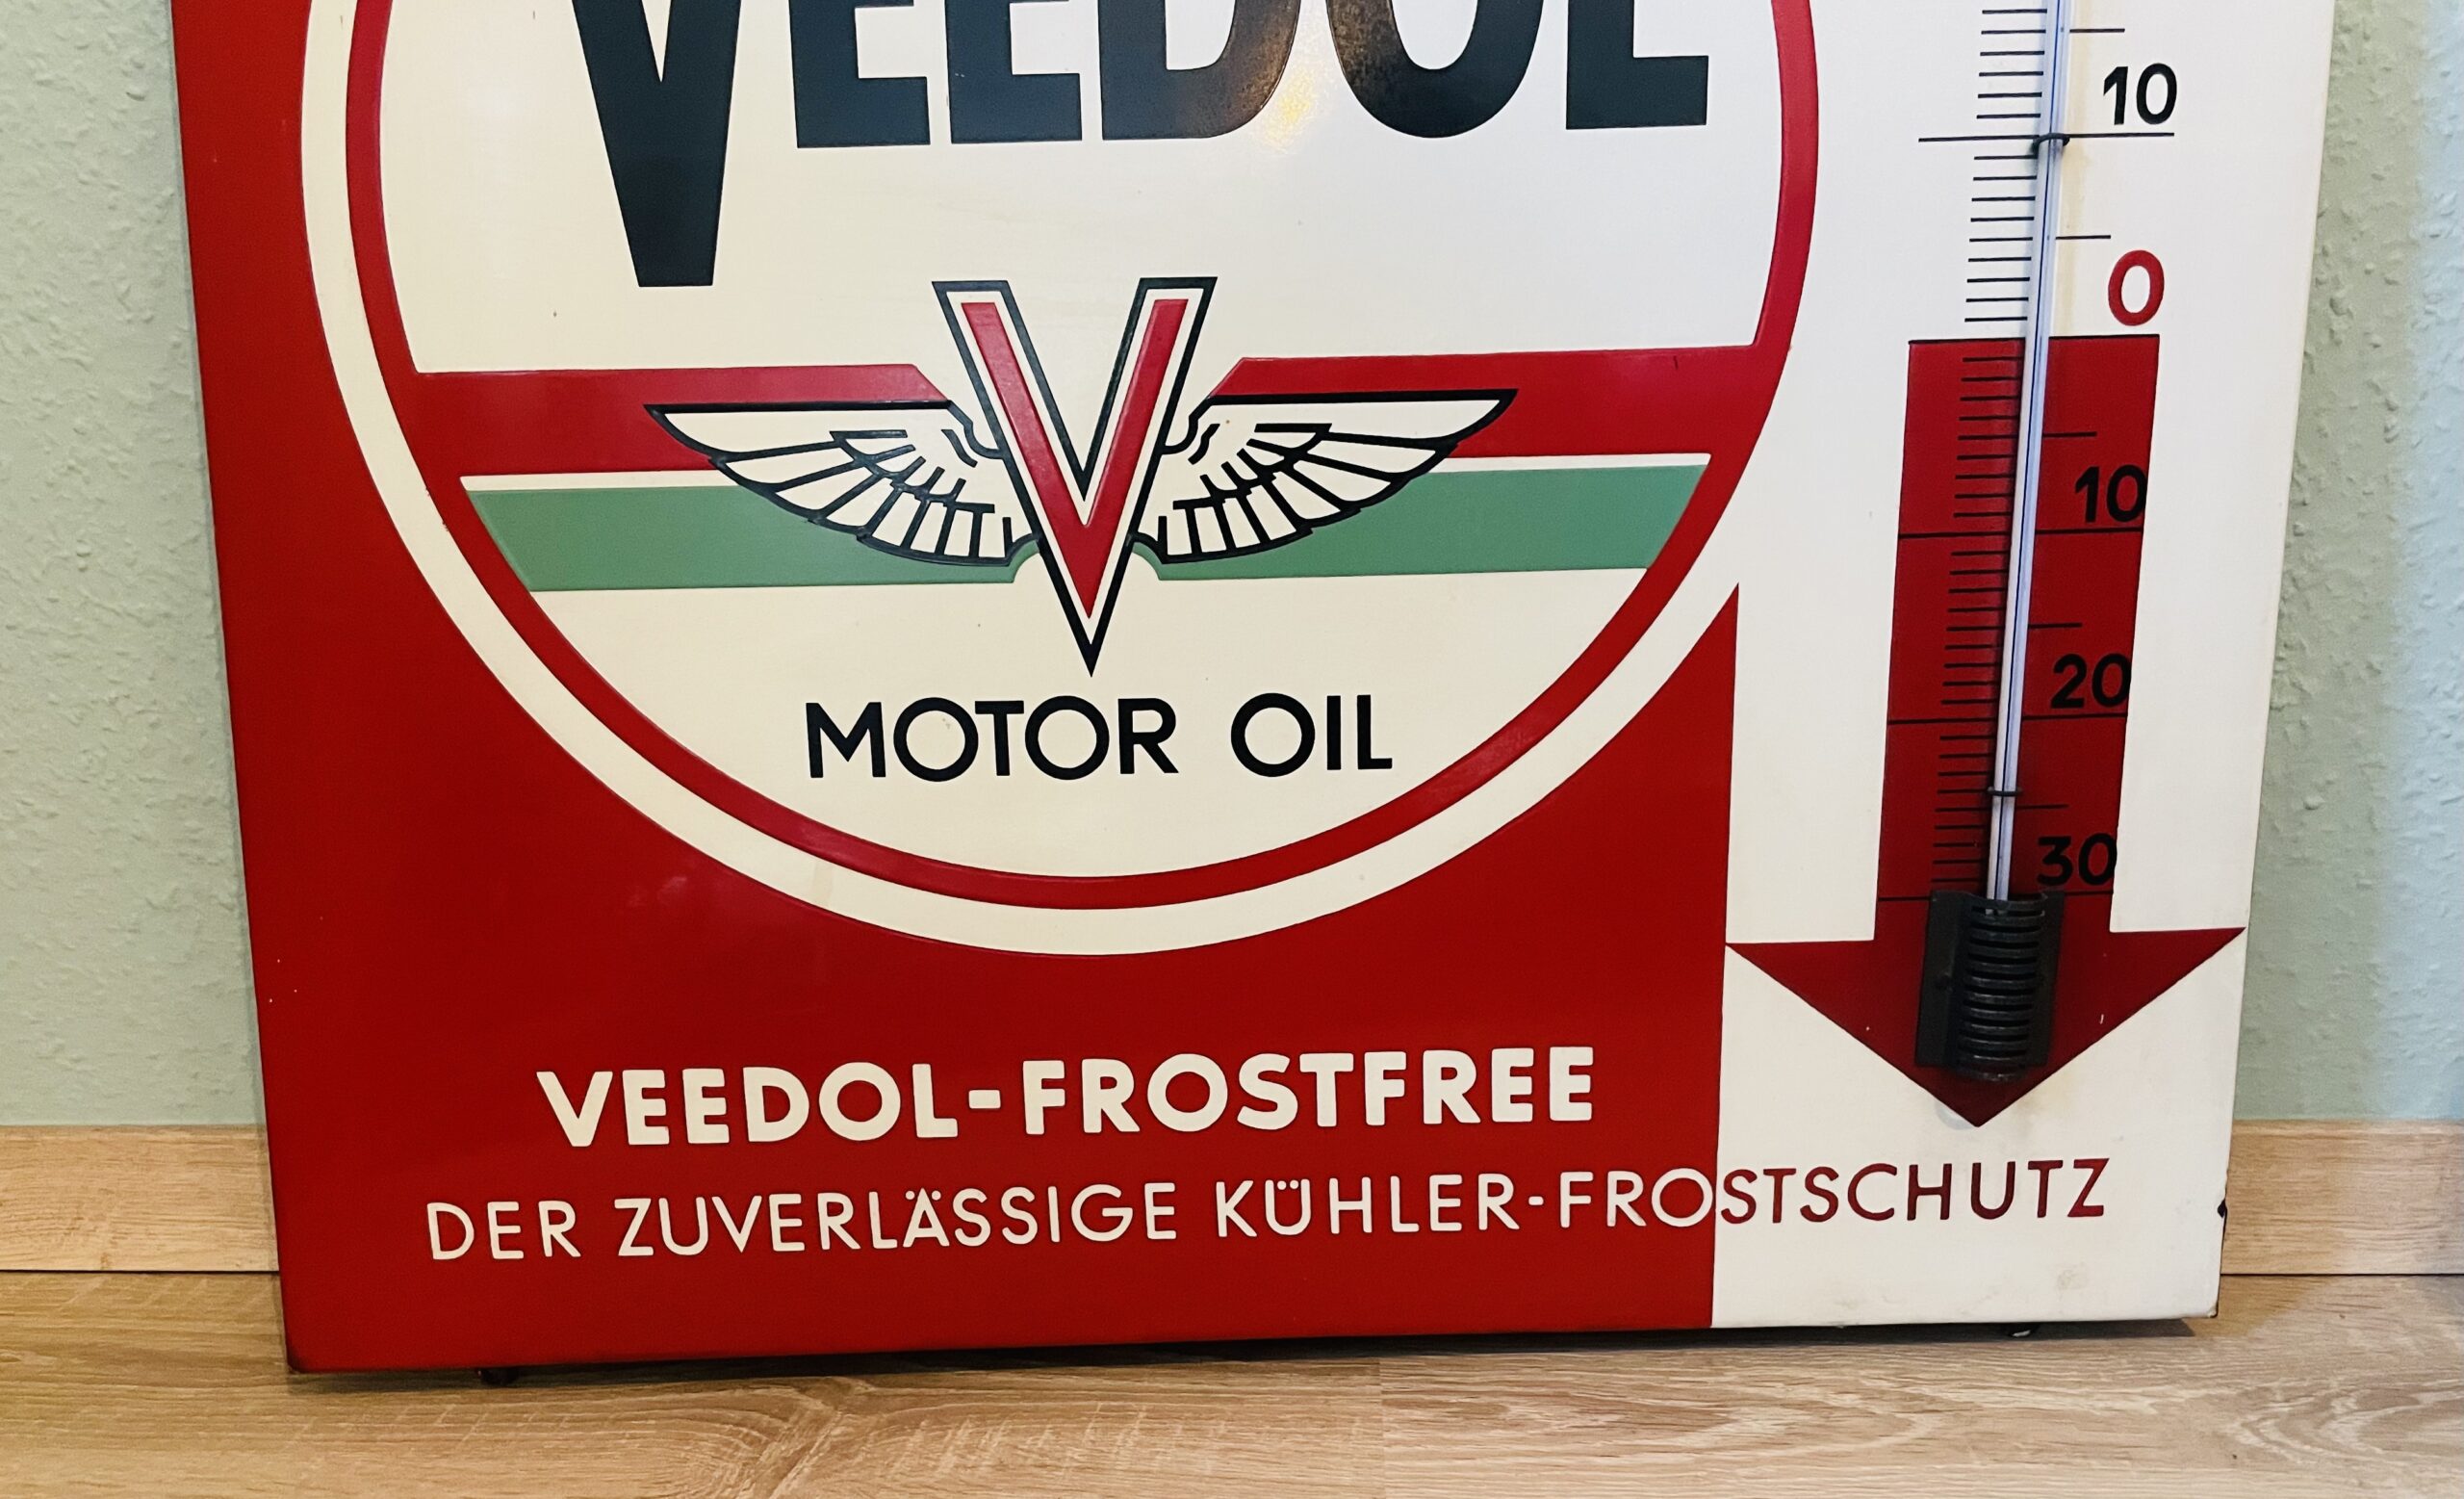 VEEDOL
V
MOTOR OIL
VEEDOL-FROSTFREE
DER ZUVERLÄSSIGE KÜHLER-FROSTSCHUTZ
10
0
10
20
30